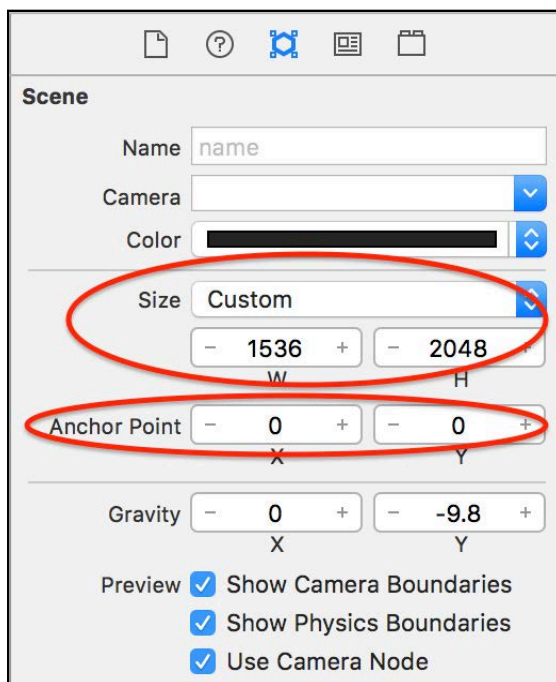 Scene
Name name
Camera
Color
Size Custom
- 1536 + - 2048 +
W H
Anchor Point - 0 + - 0 +
X Y
Gravity - 0 + - -9.8 +
X Y
Preview Show Camera Boundaries
Show Physics Boundaries
Use Camera Node